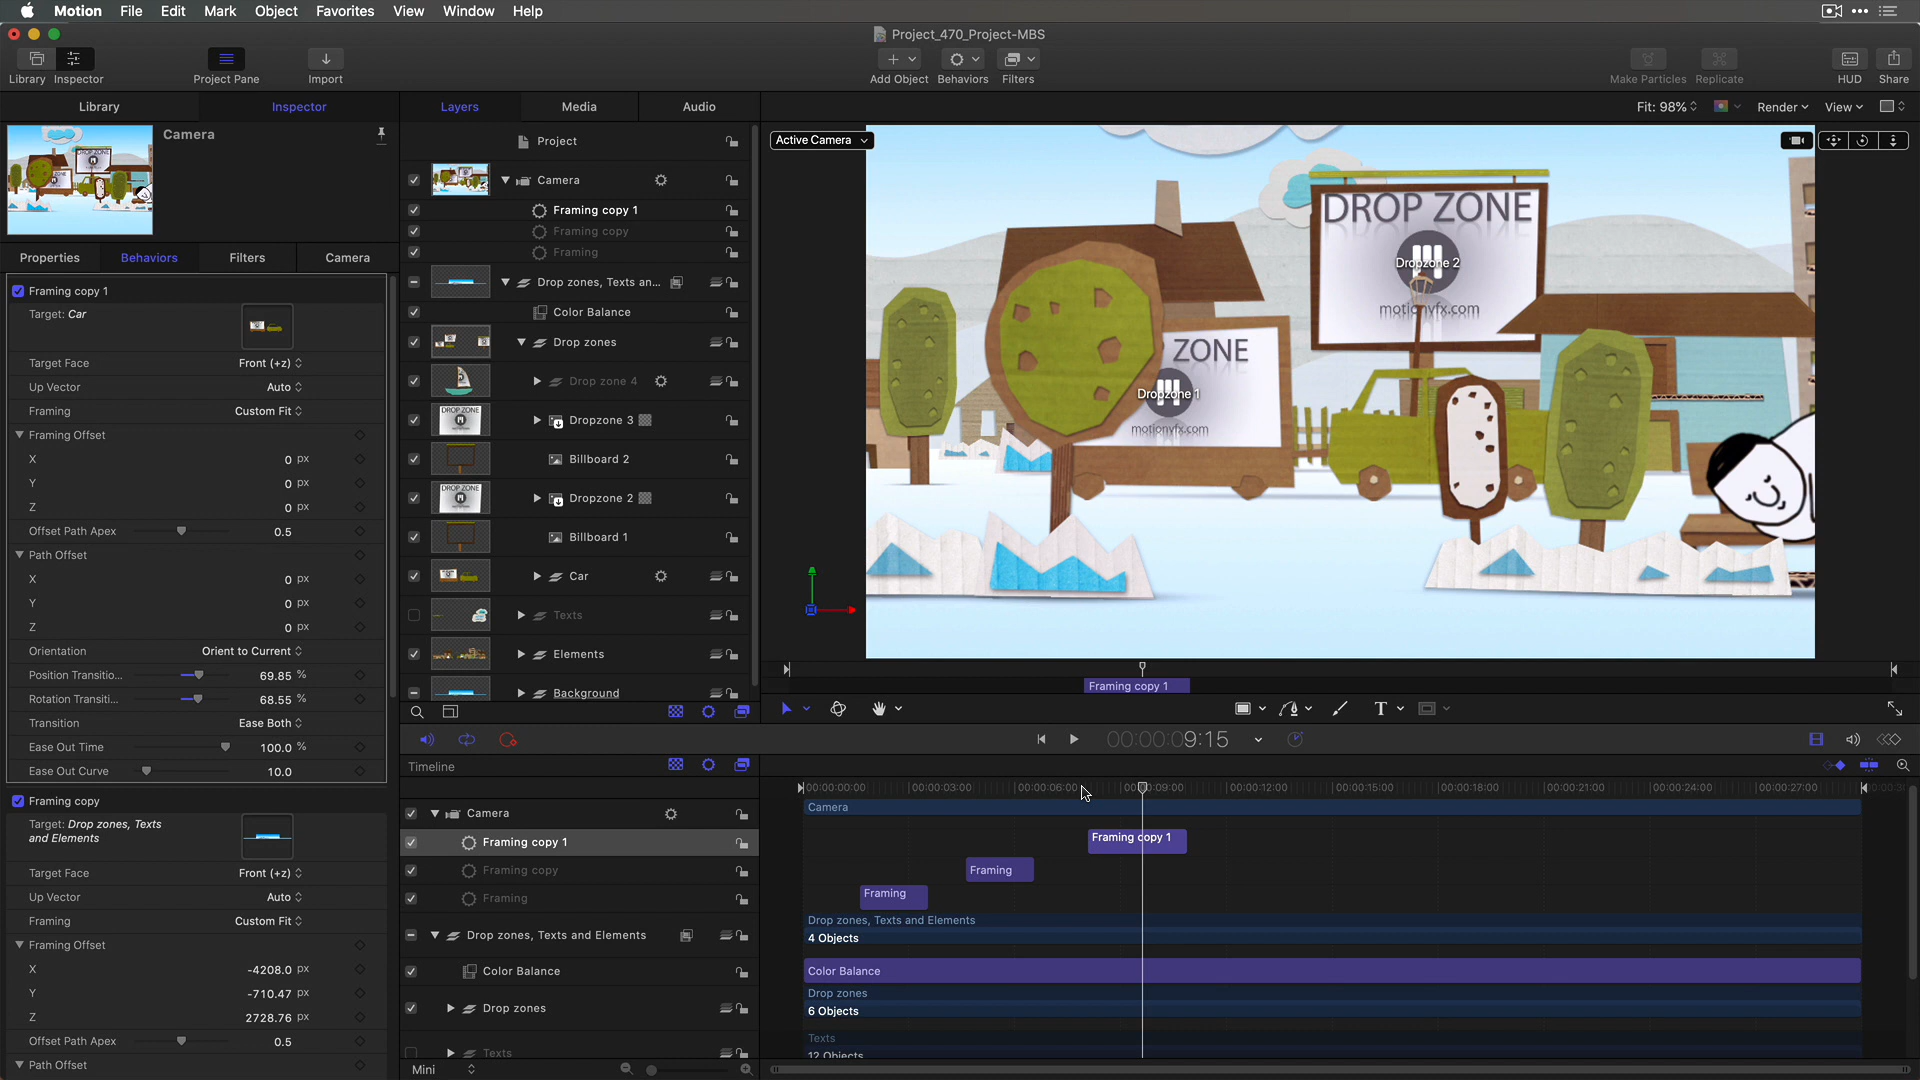 Motion File Edit Mark Object Favorites View Window Help
Project_470_Project-MBS
Library Inspector Project Pane Import Add Object Behaviors Filters Make Particles Replicate HUD Share
Library Inspector Layers Media Audio Fit: 98% Render View
Camera
Properties Behaviors Filters Camera
Framing copy 1
Target: Car
Target Face Front (+z)
Up Vector Auto
Framing Custom Fit
Framing Offset
X 0 px
Y 0 px
Z 0 px
Offset Path Apex 0.5
Path Offset
X 0 px
Y 0 px
Z 0 px
Orientation Orient to Current
Position Transitio... 69.85 %
Rotation Transiti... 68.55 %
Transition Ease Both
Ease Out Time 100.0 %
Ease Out Curve 10.0
Framing copy
Target: Drop zones, Texts
and Elements
Target Face Front (+z)
Up Vector Auto
Framing Custom Fit
Framing Offset
X -4208.0 px
Y -710.47 px
Z 2728.76 px
Offset Path Apex 0.5
Path Offset
Project
Camera
Framing copy 1
Framing copy
Framing
Drop zones, Texts an...
Color Balance
Drop zones
Drop zone 4
Dropzone 3
Billboard 2
Dropzone 2
Billboard 1
Car
Texts
Elements
Background
Active Camera
DROP ZONE
Dropzone 2
motionvfx.com
ZONE
Dropzone 1
motionvfx.com
Framing copy 1
T
00:00:09:15
Timeline
00:00:00:00 00:00:03:00 00:00:06:00 00:00:09:00 00:00:12:00 00:00:15:00 00:00:18:00 00:00:21:00 00:00:24:00 00:00:27:00
Camera Camera
Framing copy 1 Framing copy 1
Framing copy Framing
Framing Framing
Drop zones, Texts and Elements Drop zones, Texts and Elements
4 Objects
Color Balance Color Balance
Drop zones Drop zones
6 Objects
Texts Texts
12 Objects
Mini